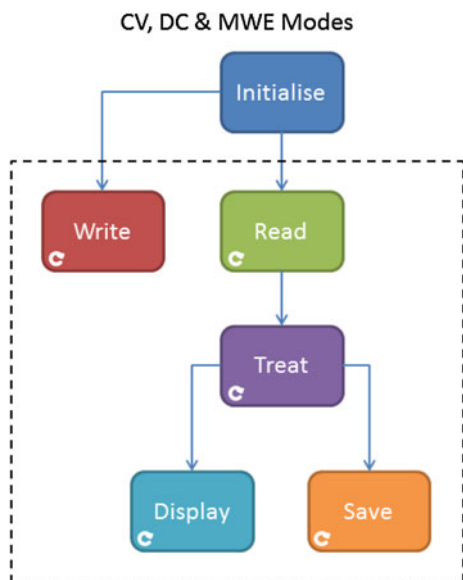 CV, DC & MWE Modes
Initialise
Write
Read
Treat
Display
Save